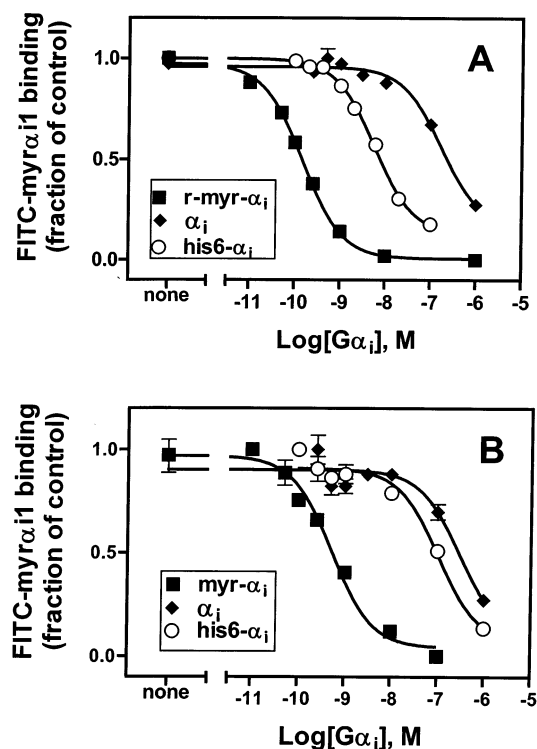 A
FITC-myrαi1 binding
(fraction of control)
1.0
0.5
0.0
r-myr-αi
αi
his6-αi
none -11 -10 -9 -8 -7 -6 -5
Log[Gαi], M
B
FITC-myrαi1 binding
(fraction of control)
1.0
0.5
0.0
myr-αi
αi
his6-αi
none -11 -10 -9 -8 -7 -6 -5
Log[Gαi], M